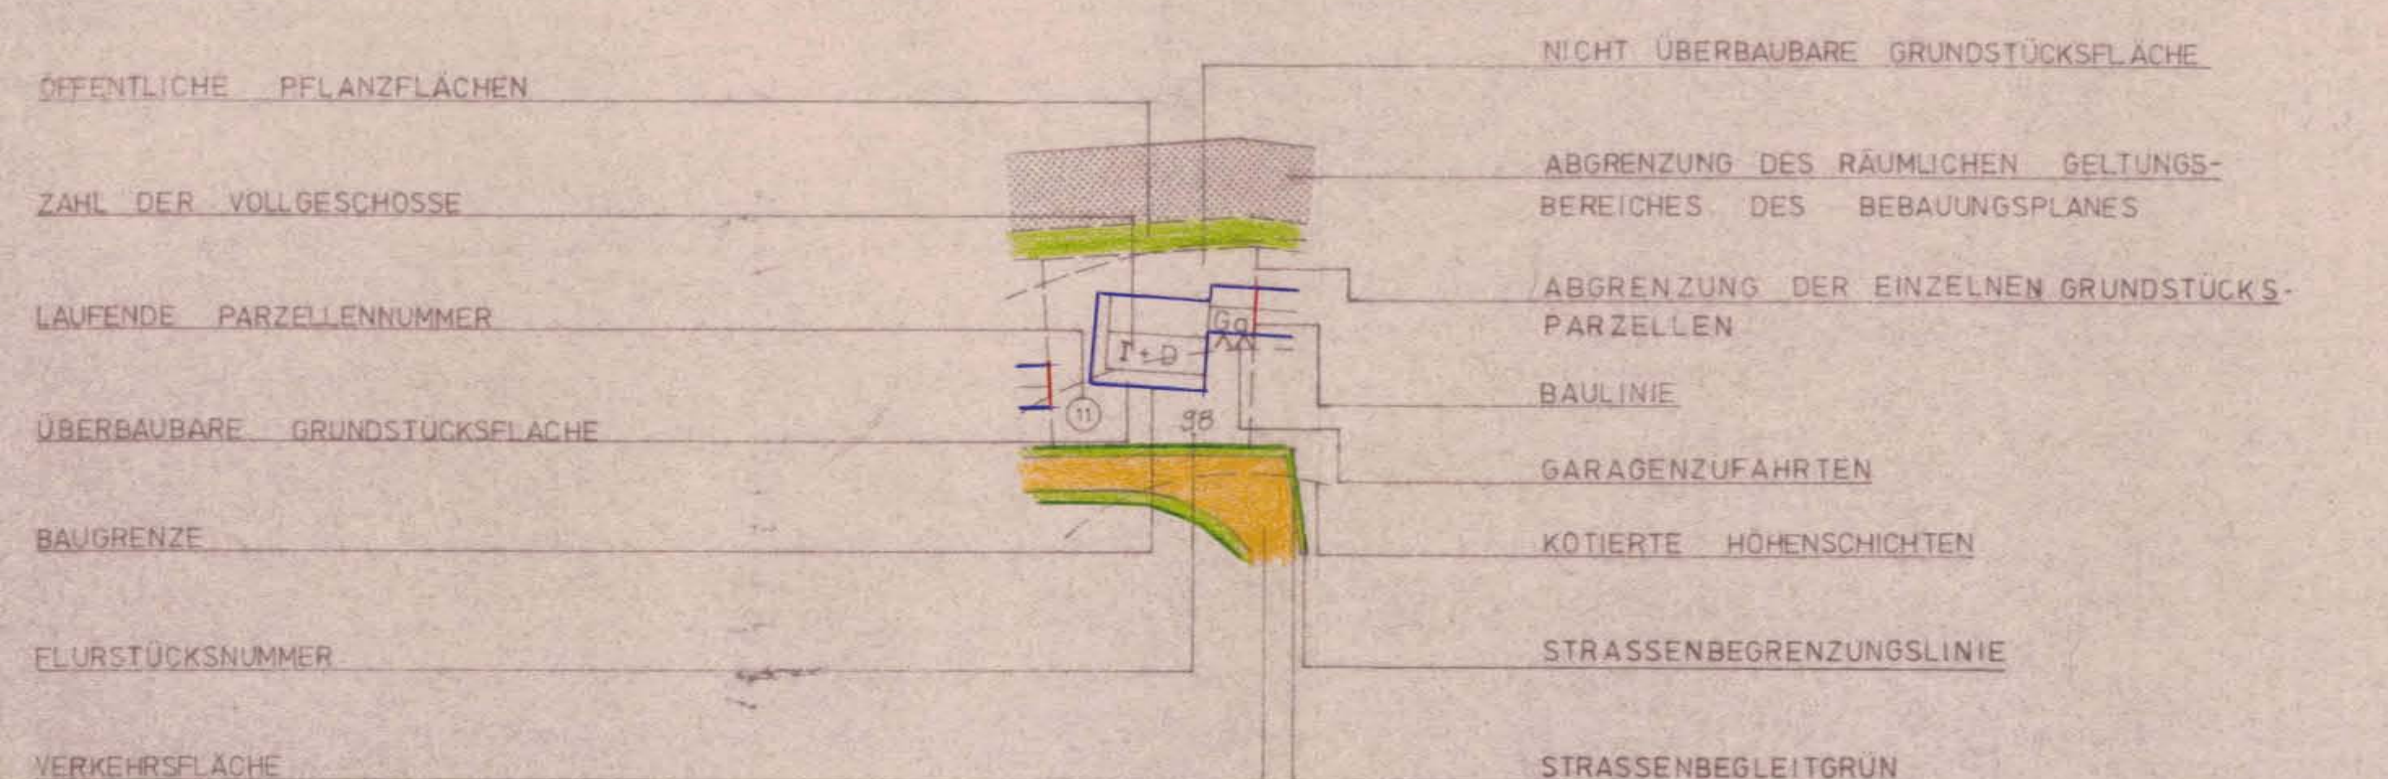 ÖFFENTLICHE PFLANZFLÄCHEN
ZAHL DER VOLLGESCHOSSE
LAUFENDE PARZELLENNUMMER
ÜBERBAUBARE GRUNDSTÜCKSFLÄCHE
BAUGRENZE
FLURSTÜCKSNUMMER
VERKEHRSFLÄCHE
Ga
I+D
11
98
NICHT ÜBERBAUBARE GRUNDSTÜCKSFLÄCHE
ABGRENZUNG DES RÄUMLICHEN GELTUNGS-
BEREICHES DES BEBAUUNGSPLANES
ABGRENZUNG DER EINZELNEN GRUNDSTÜCKS-
PARZELLEN
BAULINIE
GARAGENZUFAHRTEN
KOTIERTE HÖHENSCHICHTEN
STRASSENBEGRENZUNGSLINIE
STRASSENBEGLEITGRÜN